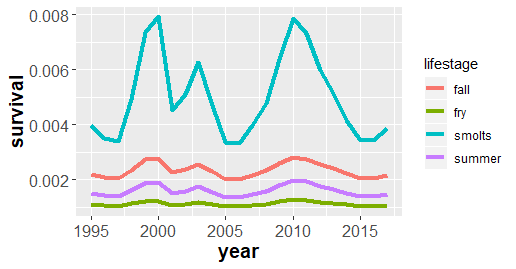 0.008
0.006
0.004
0.002
survival
1995
2000
2005
2010
2015
year
lifestage
fall
fry
smolts
summer